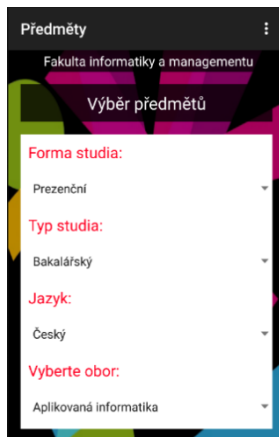 Předměty
Fakulta informatiky a managementu
Výběr předmětů
Forma studia:
Prezenční
Typ studia:
Bakalářský
Jazyk:
Český
Vyberte obor:
Aplikovaná informatika